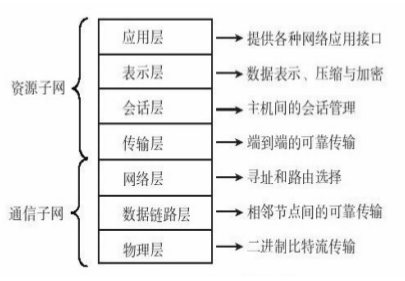 应用层 提供各种网络应用接口
表示层 数据表示、压缩与加密
资源子网
会话层 主机间的会话管理
传输层 端到端的可靠传输
网络层 寻址和路由选择
通信子网
数据链路层 相邻节点间的可靠传输
物理层 二进制比特流传输